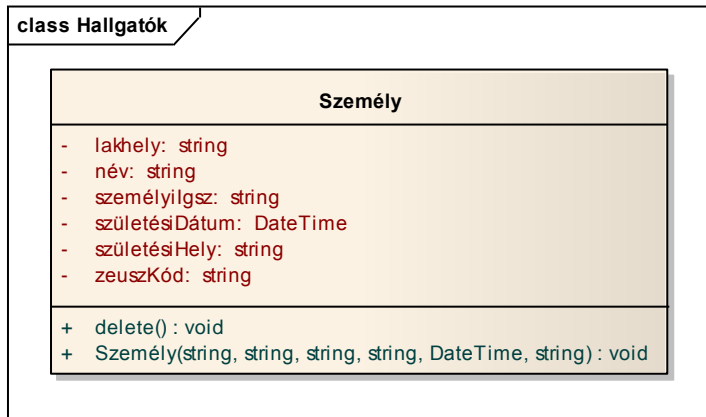 class Hallgatók
Személy
- lakhely: string
- név: string
- személyiIgsz: string
- születésiDátum: DateTime
- születésiHely: string
- zeuszKód: string
+ delete() : void
+ Személy(string, string, string, string, DateTime, string) : void